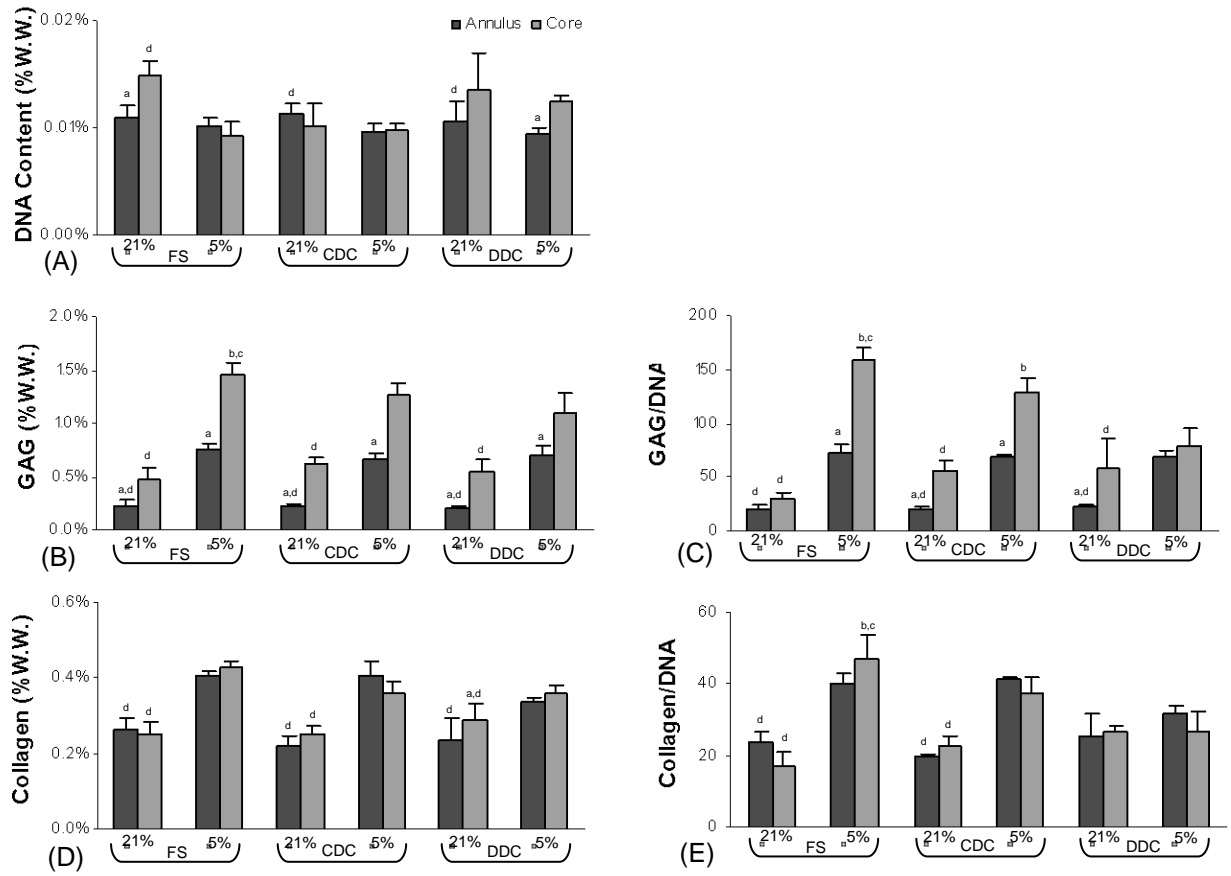 DNA Content (%W.W.)
0.02%
0.01%
0.00%
Annulus Core
a d d d a
21% 5% 21% 5% 21% 5%
FS CDC DDC
(A)
GAG (%W.W.)
2.0%
1.5%
1.0%
0.5%
0.0%
a,d d a b,c a,d d a a,d d a
21% 5% 21% 5% 21% 5%
FS CDC DDC
(B)
GAG/DNA
200
150
100
50
0
d d a b,c a,d d a b a,d d
21% 5% 21% 5% 21% 5%
FS CDC DDC
(C)
Collagen (%W.W.)
0.6%
0.4%
0.2%
0.0%
d d d d d a,d
21% 5% 21% 5% 21% 5%
FS CDC DDC
(D)
Collagen/DNA
60
40
20
0
d d b,c d d
21% 5% 21% 5% 21% 5%
FS CDC DDC
(E)